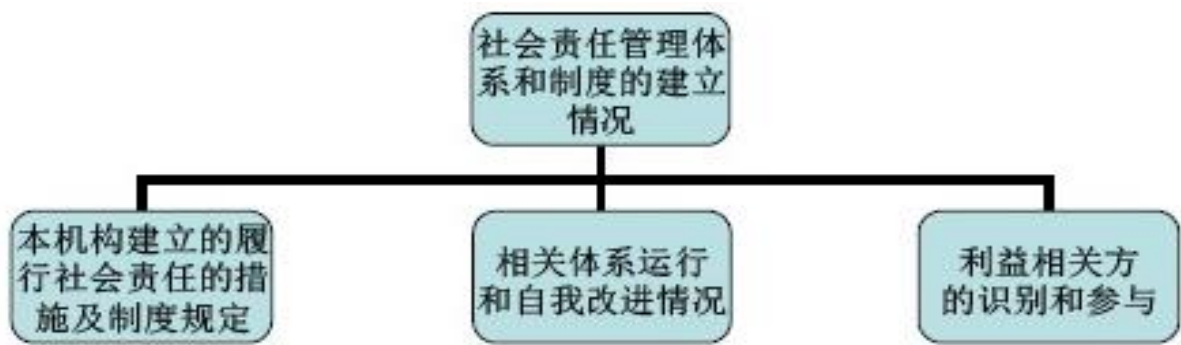 社会责任管理体
系和制度的建立
情况
本机构建立的履
行社会责任的措
施及制度规定
相关体系运行
和自我改进情况
利益相关方
的识别和参与